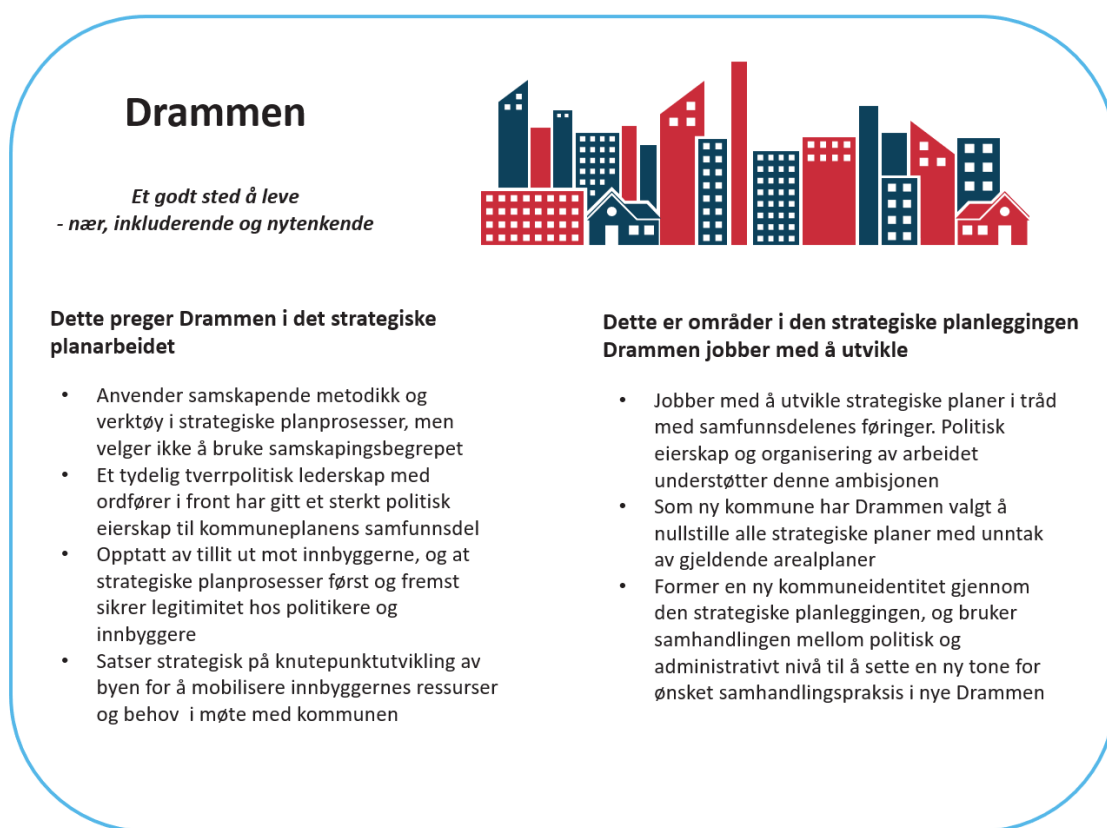 Drammen
Et godt sted å leve
- nær, inkluderende og nytenkende
Dette preger Drammen i det strategiske
planarbeidet
• Anvender samskapende metodikk og
verktøy i strategiske planprosesser, men
velger ikke å bruke samskapingsbegrepet
• Et tydelig tverrpolitisk lederskap med
ordfører i front har gitt et sterkt politisk
eierskap til kommuneplanens samfunnsdel
• Opptatt av tillit ut mot innbyggerne, og at
strategiske planprosesser først og fremst
sikrer legitimitet hos politikere og
innbyggere
• Satser strategisk på knutepunktutvikling av
byen for å mobilisere innbyggernes ressurser
og behov  i møte med kommunen
Dette er områder i den strategiske planleggingen
Drammen jobber med å utvikle
• Jobber med å utvikle strategiske planer i tråd
med samfunnsdelenes føringer. Politisk
eierskap og organisering av arbeidet
understøtter denne ambisjonen
• Som ny kommune har Drammen valgt å
nullstille alle strategiske planer med unntak
av gjeldende arealplaner
• Former en ny kommuneidentitet gjennom
den strategiske planleggingen, og bruker
samhandlingen mellom politisk og
administrativt nivå til å sette en ny tone for
ønsket samhandlingspraksis i nye Drammen